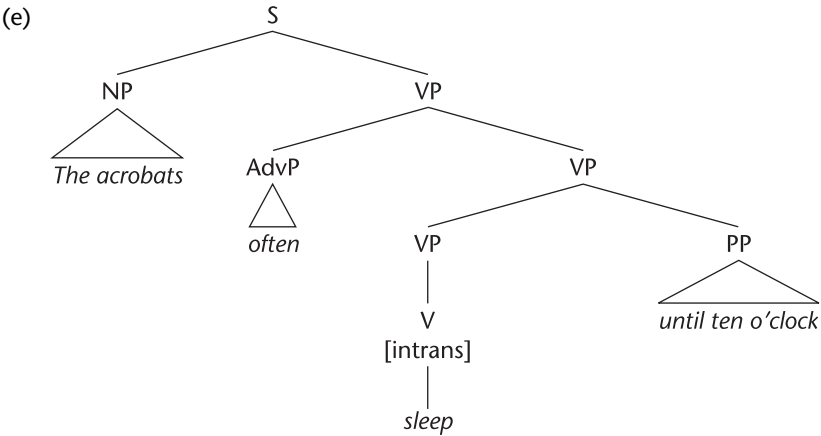 (e)
S
NP VP
The acrobats AdvP VP
often VP PP
V until ten o’clock
[intrans]
sleep